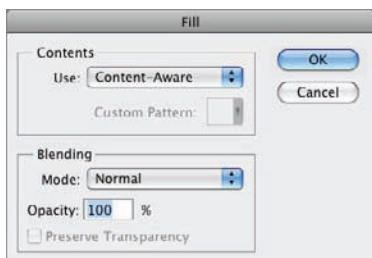 Fill
Contents
Use: Content-Aware
Custom Pattern:
OK
Cancel
Blending
Mode: Normal
Opacity: 100 %
Preserve Transparency